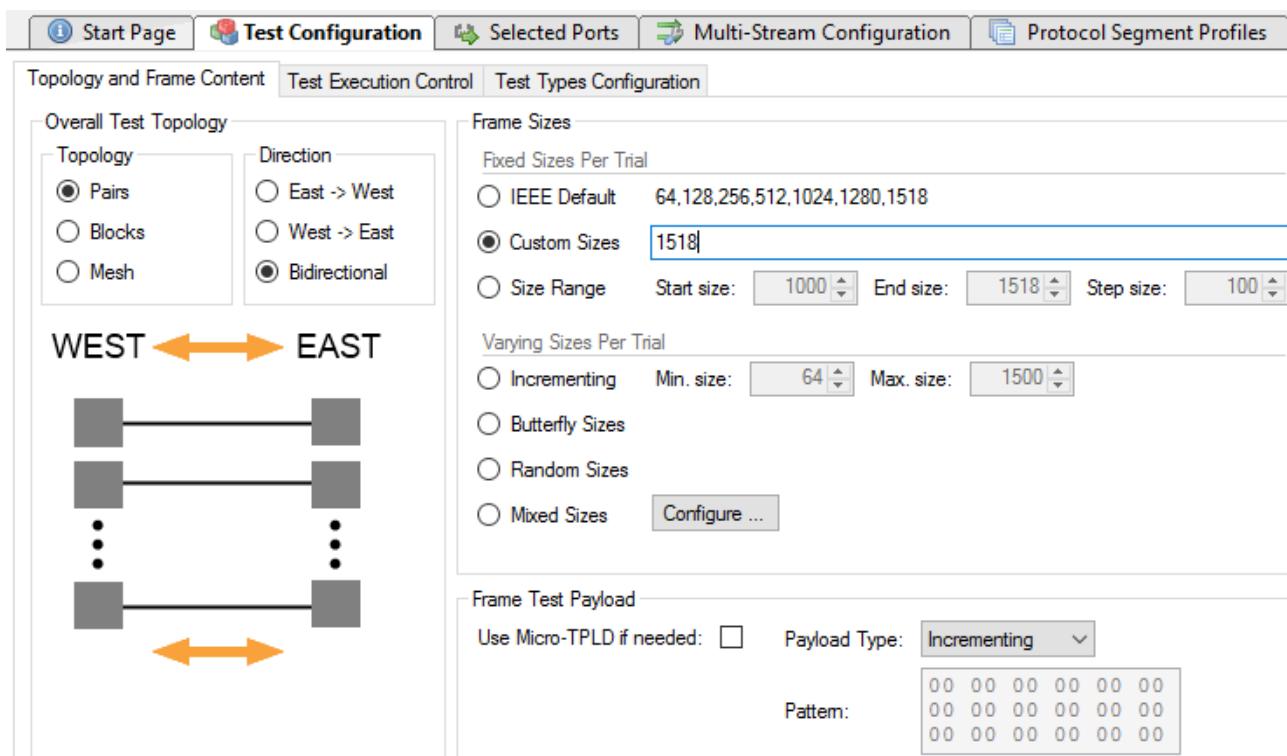 Start Page Test Configuration Selected Ports Multi-Stream Configuration Protocol Segment Profiles
Topology and Frame Content Test Execution Control Test Types Configuration
Overall Test Topology
Topology
Pairs
Blocks
Mesh
Direction
East -> West
West -> East
Bidirectional
WEST EAST
Frame Sizes
Fixed Sizes Per Trial
IEEE Default 64,128,256,512,1024,1280,1518
Custom Sizes 1518
Size Range Start size: 1000 End size: 1518 Step size: 100
Varying Sizes Per Trial
Incrementing Min. size: 64 Max. size: 1500
Butterfly Sizes
Random Sizes
Mixed Sizes Configure ...
Frame Test Payload
Use Micro-TPLD if needed: Payload Type: Incrementing
Pattern:
00 00 00 00 00 00
00 00 00 00 00 00
00 00 00 00 00 00